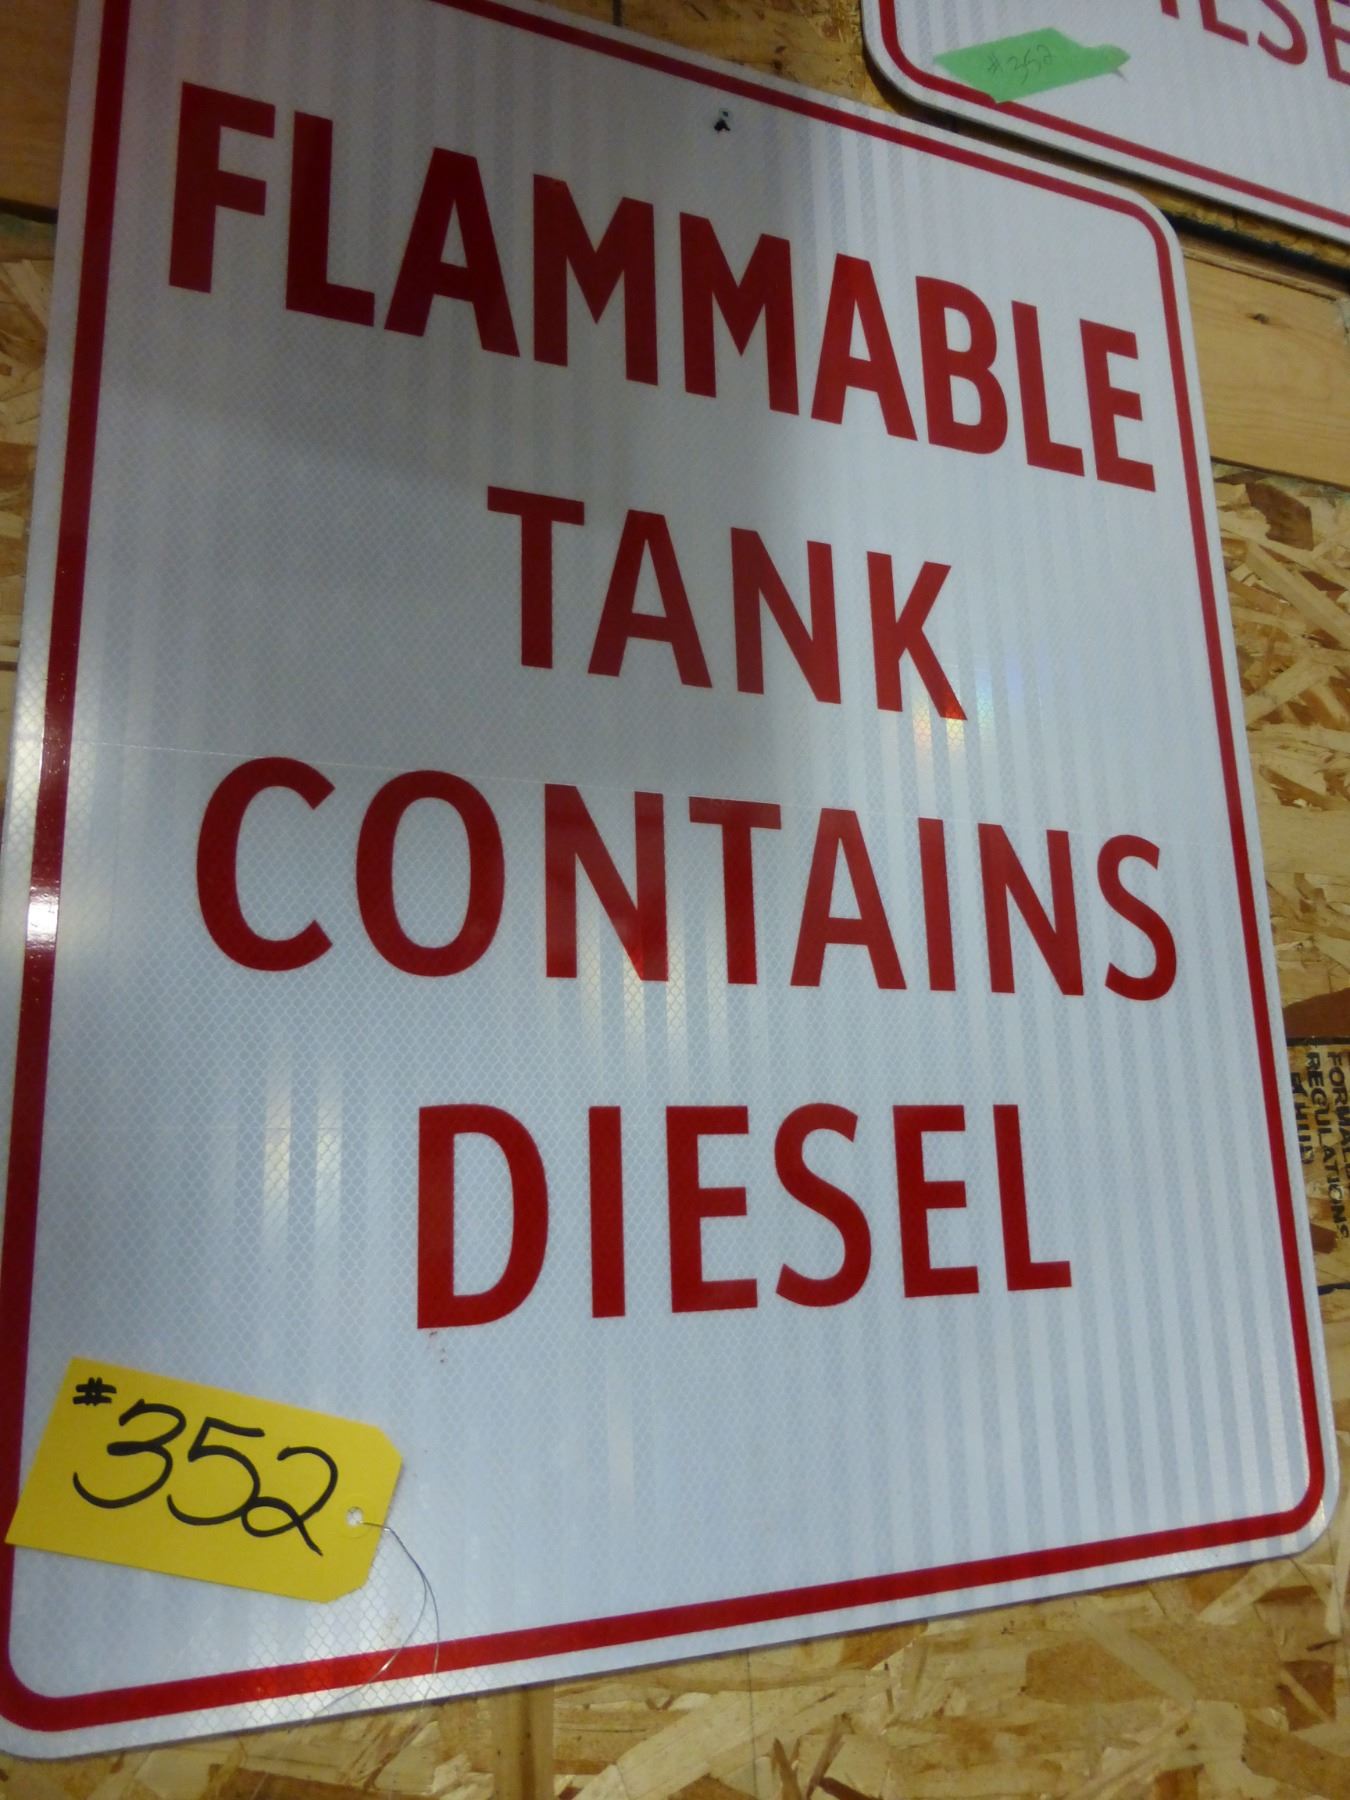 #352
FLAMMABLE
TANK
CONTAINS
DIESEL
#352
REGULATIONS